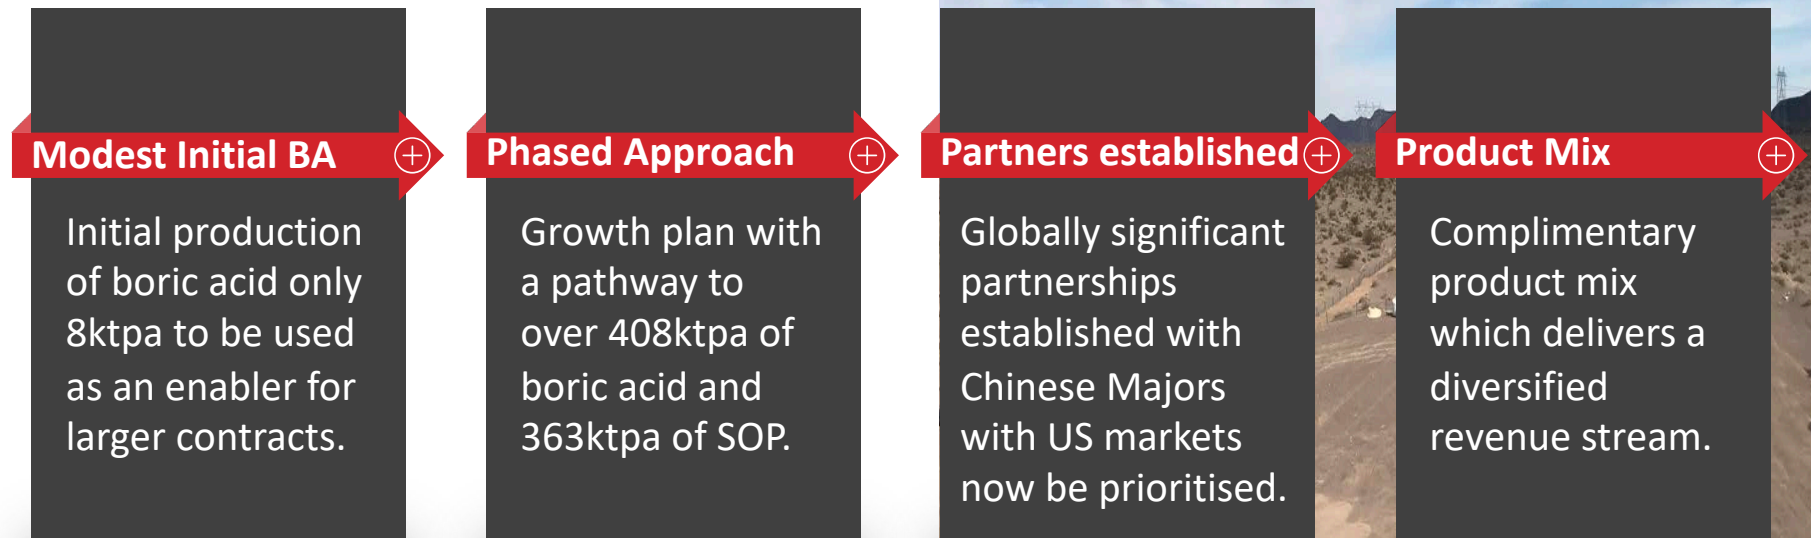 Modest Initial BA
Initial production
of boric acid only
8ktpa to be used
as an enabler for
larger contracts.
Phased Approach
Growth plan with
a pathway to
over 408ktpa of
boric acid and
363ktpa of SOP.
Partners established
Globally significant
partnerships
established with
Chinese Majors
with US markets
now be prioritised.
Product Mix
Complimentary
product mix
which delivers a
diversified
revenue stream.